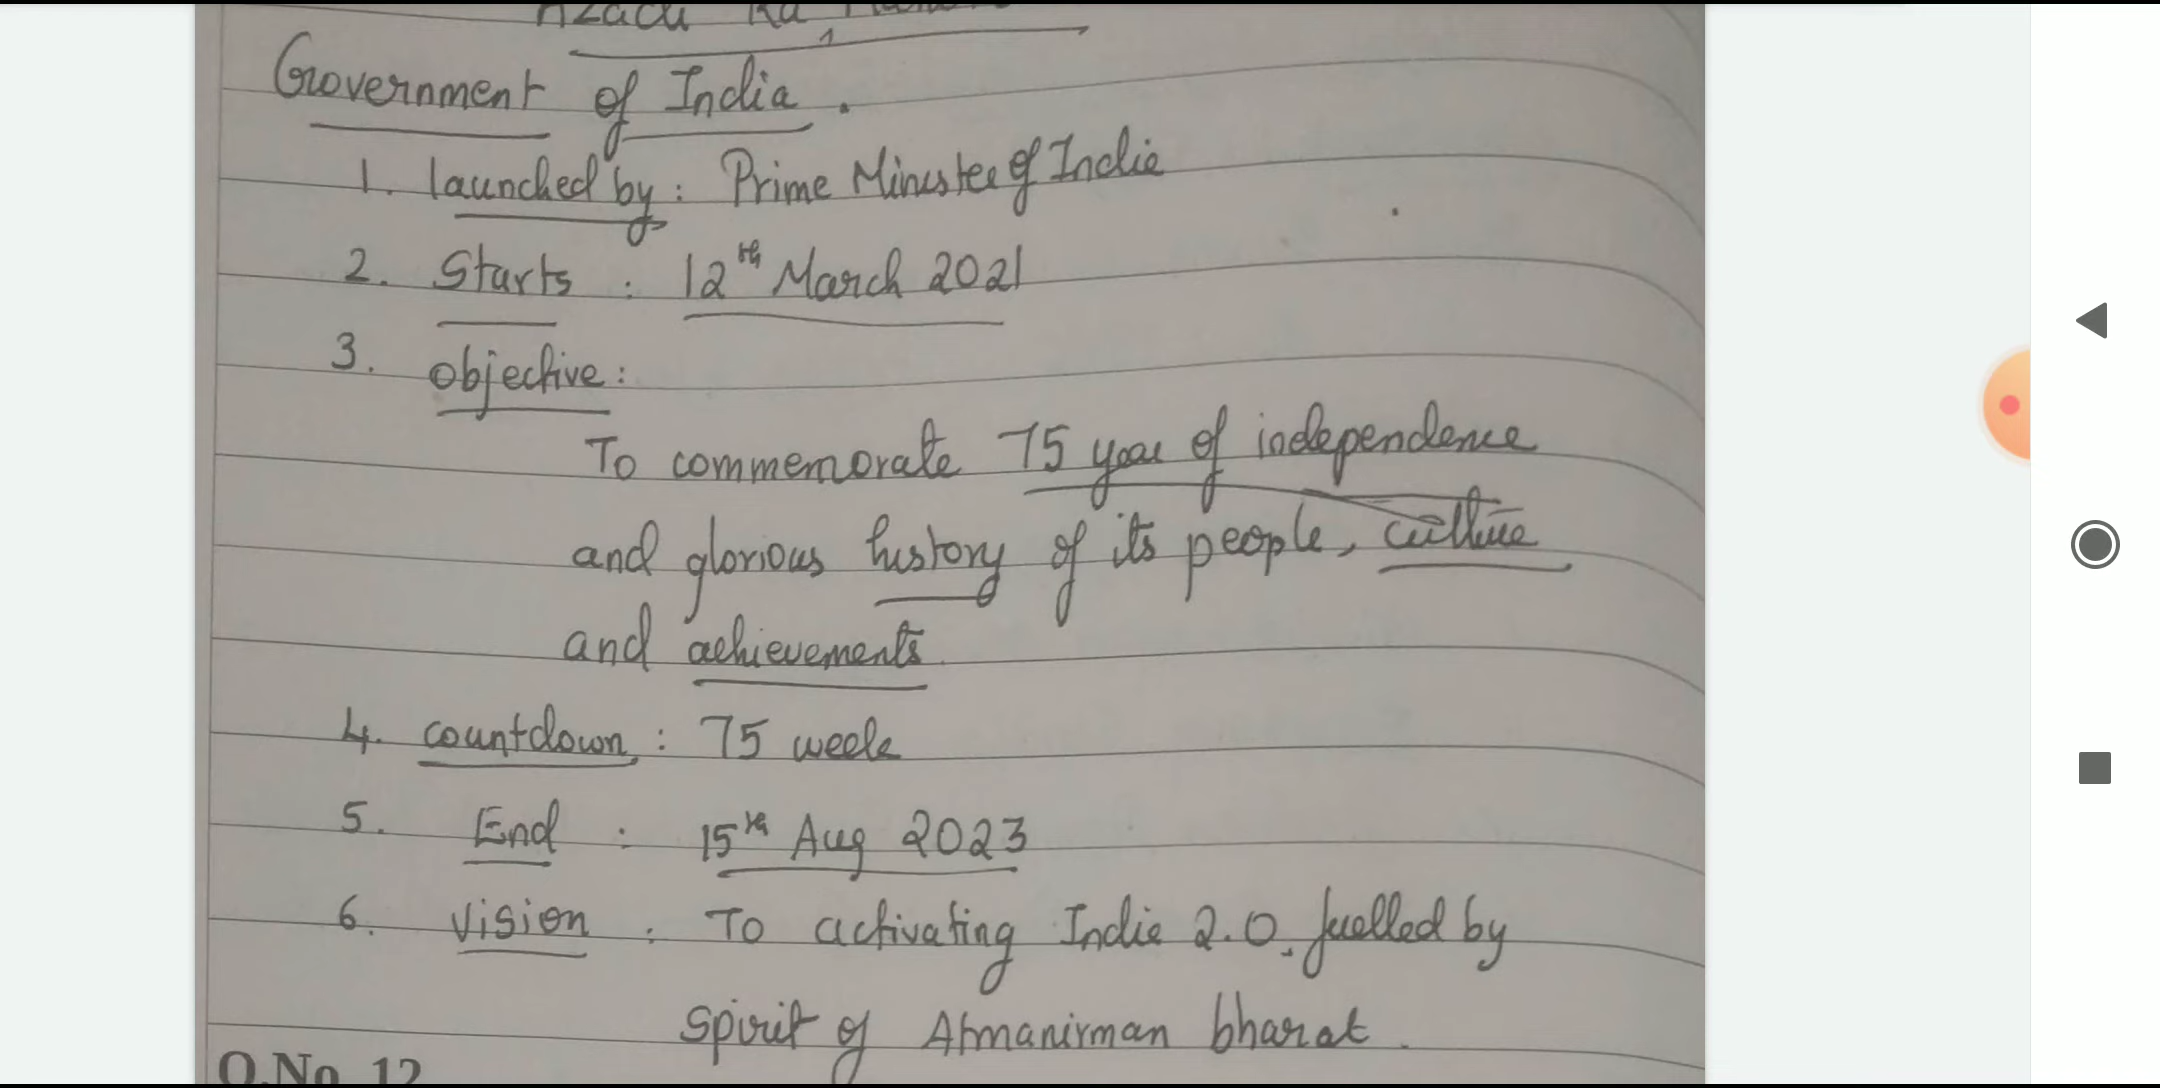 Azadi Ka
Government of India.
1. launched by: Prime Minister of India
2. Starts : 12th March 2021
3. objective:
To commemorate 75 year of independence
and glorious history of its people, culture
and achievements
4. countdown : 75 week
5. End : 15th Aug 2023
6. Vision : To activating India 2.0, fuelled by
Spirit of Atmanirman bharat.
Q.No 12